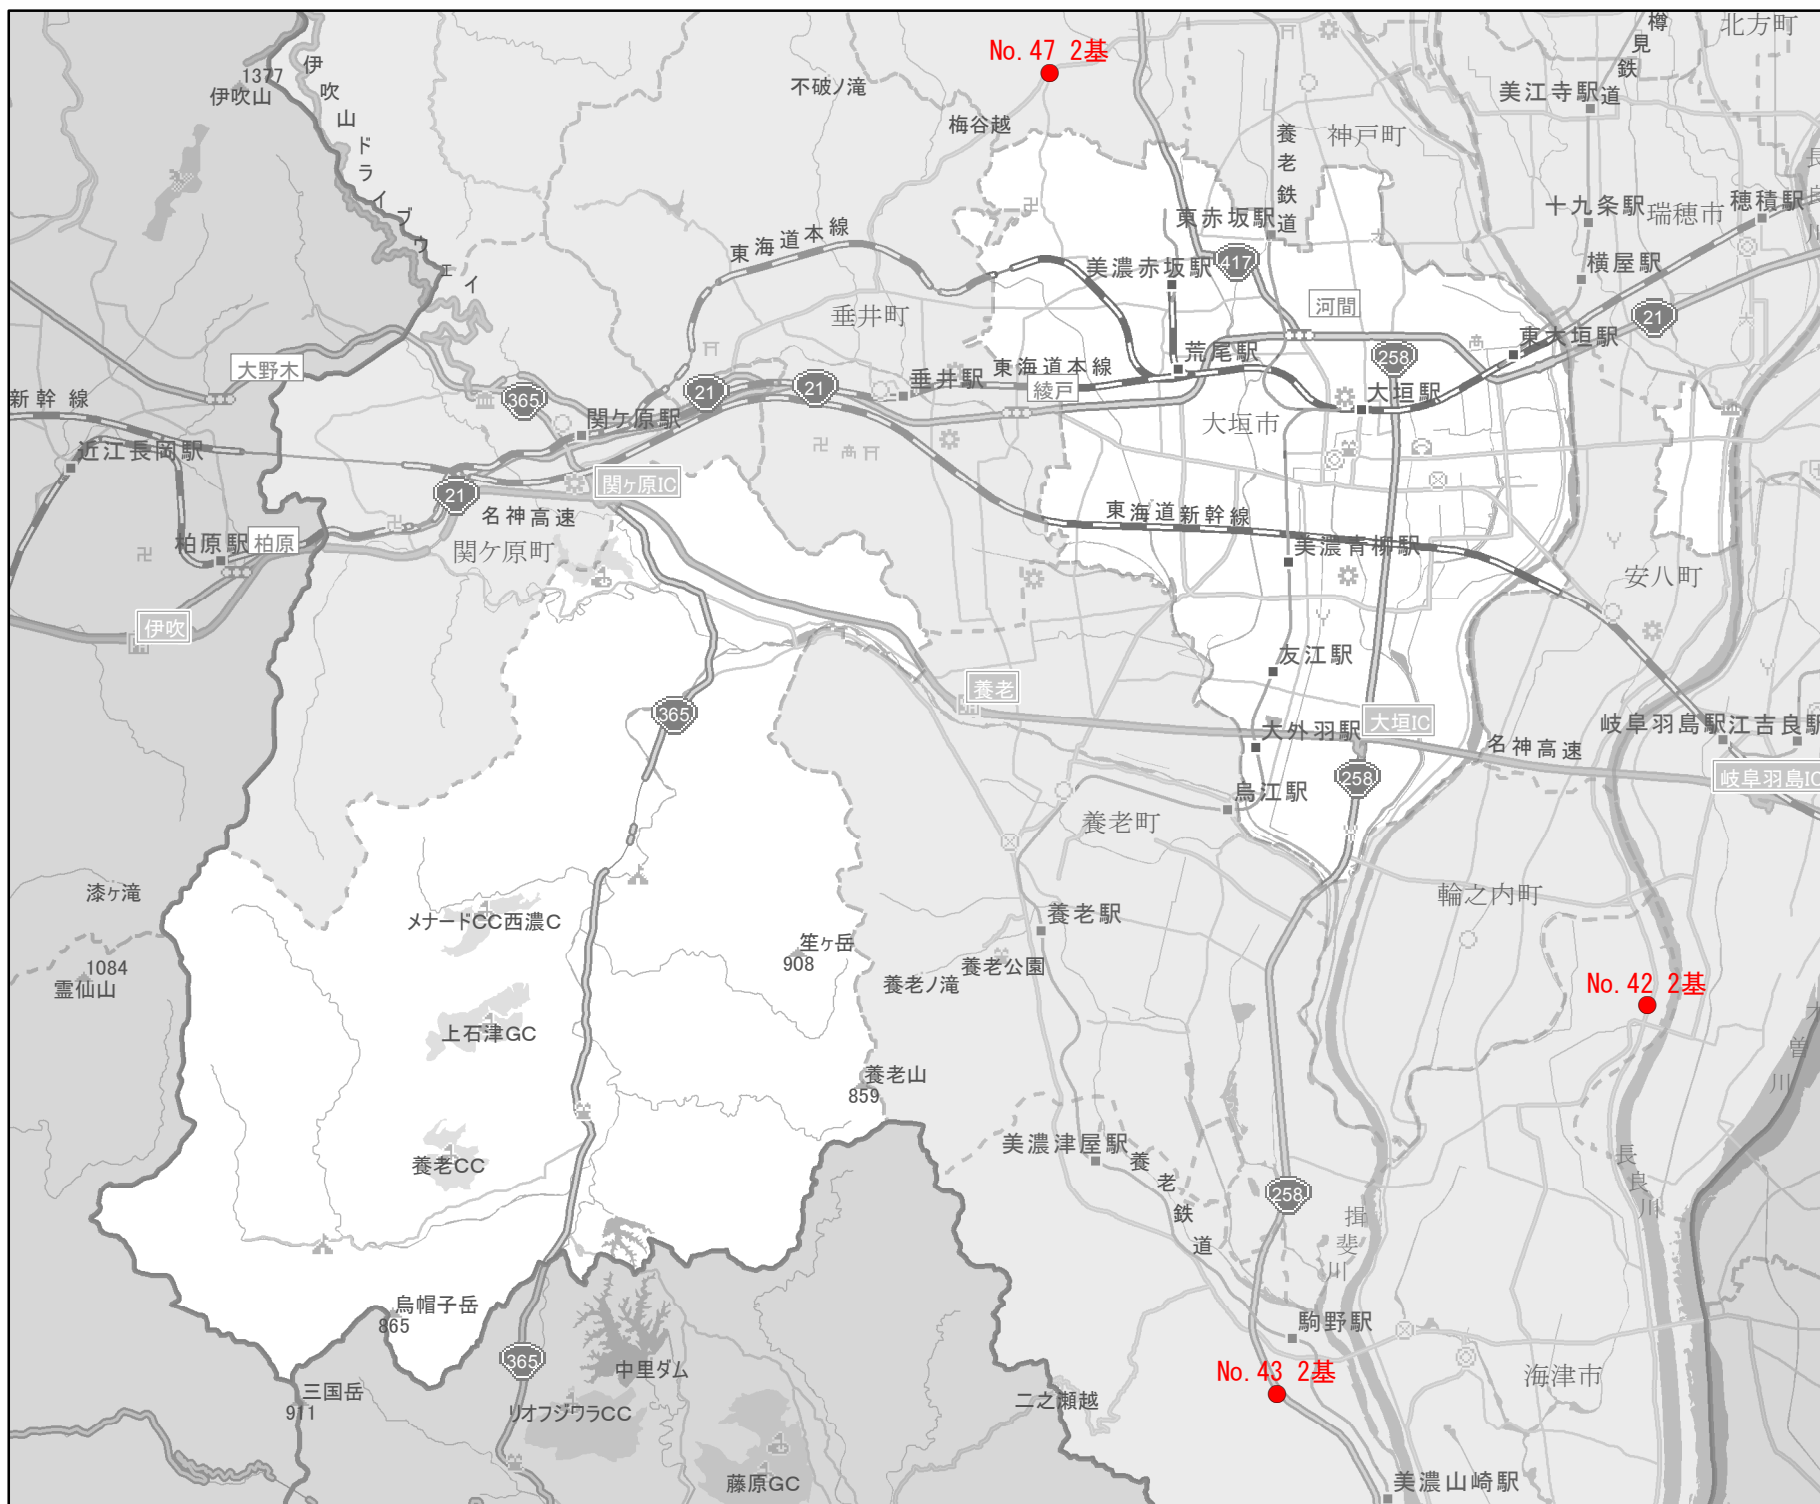 No.47 2基
北方町
樽見鉄道
1377
伊吹山
伊吹山ドライブウェイ
不破ノ滝
梅谷越
美江寺駅
神戸町
養老鉄道
東赤坂駅
十九条駅
瑞穂市
穂積駅
長良川
東海道本線
美濃赤坂駅
417
横屋駅
垂井町
河間
21
東大垣駅
大野木
258
荒尾駅
東海道本線
垂井駅
綾戸
大垣駅
新幹線
365
21
21
関ケ原駅
大垣市
近江長岡駅
関ヶ原IC
21
名神高速
東海道新幹線
柏原駅
柏原
関ケ原町
美濃青柳駅
安八町
伊吹
友江駅
養老
365
大垣IC
大外羽駅
岐阜羽島駅
江吉良駅
名神高速
258
岐阜羽島IC
烏江駅
養老町
漆ヶ滝
輪之内町
メナードCC西濃C
養老駅
笙ヶ岳
908
養老公園
1084
霊仙山
養老ノ滝
No.42 2基
上石津GC
木曽川
養老山
859
美濃津屋駅
養老CC
養老鉄道
長良川
258
揖斐川
烏帽子岳
865
駒野駅
365
中里ダム
No.43 2基
海津市
三国岳
911
二之瀬越
リオフジワラCC
藤原GC
美濃山崎駅